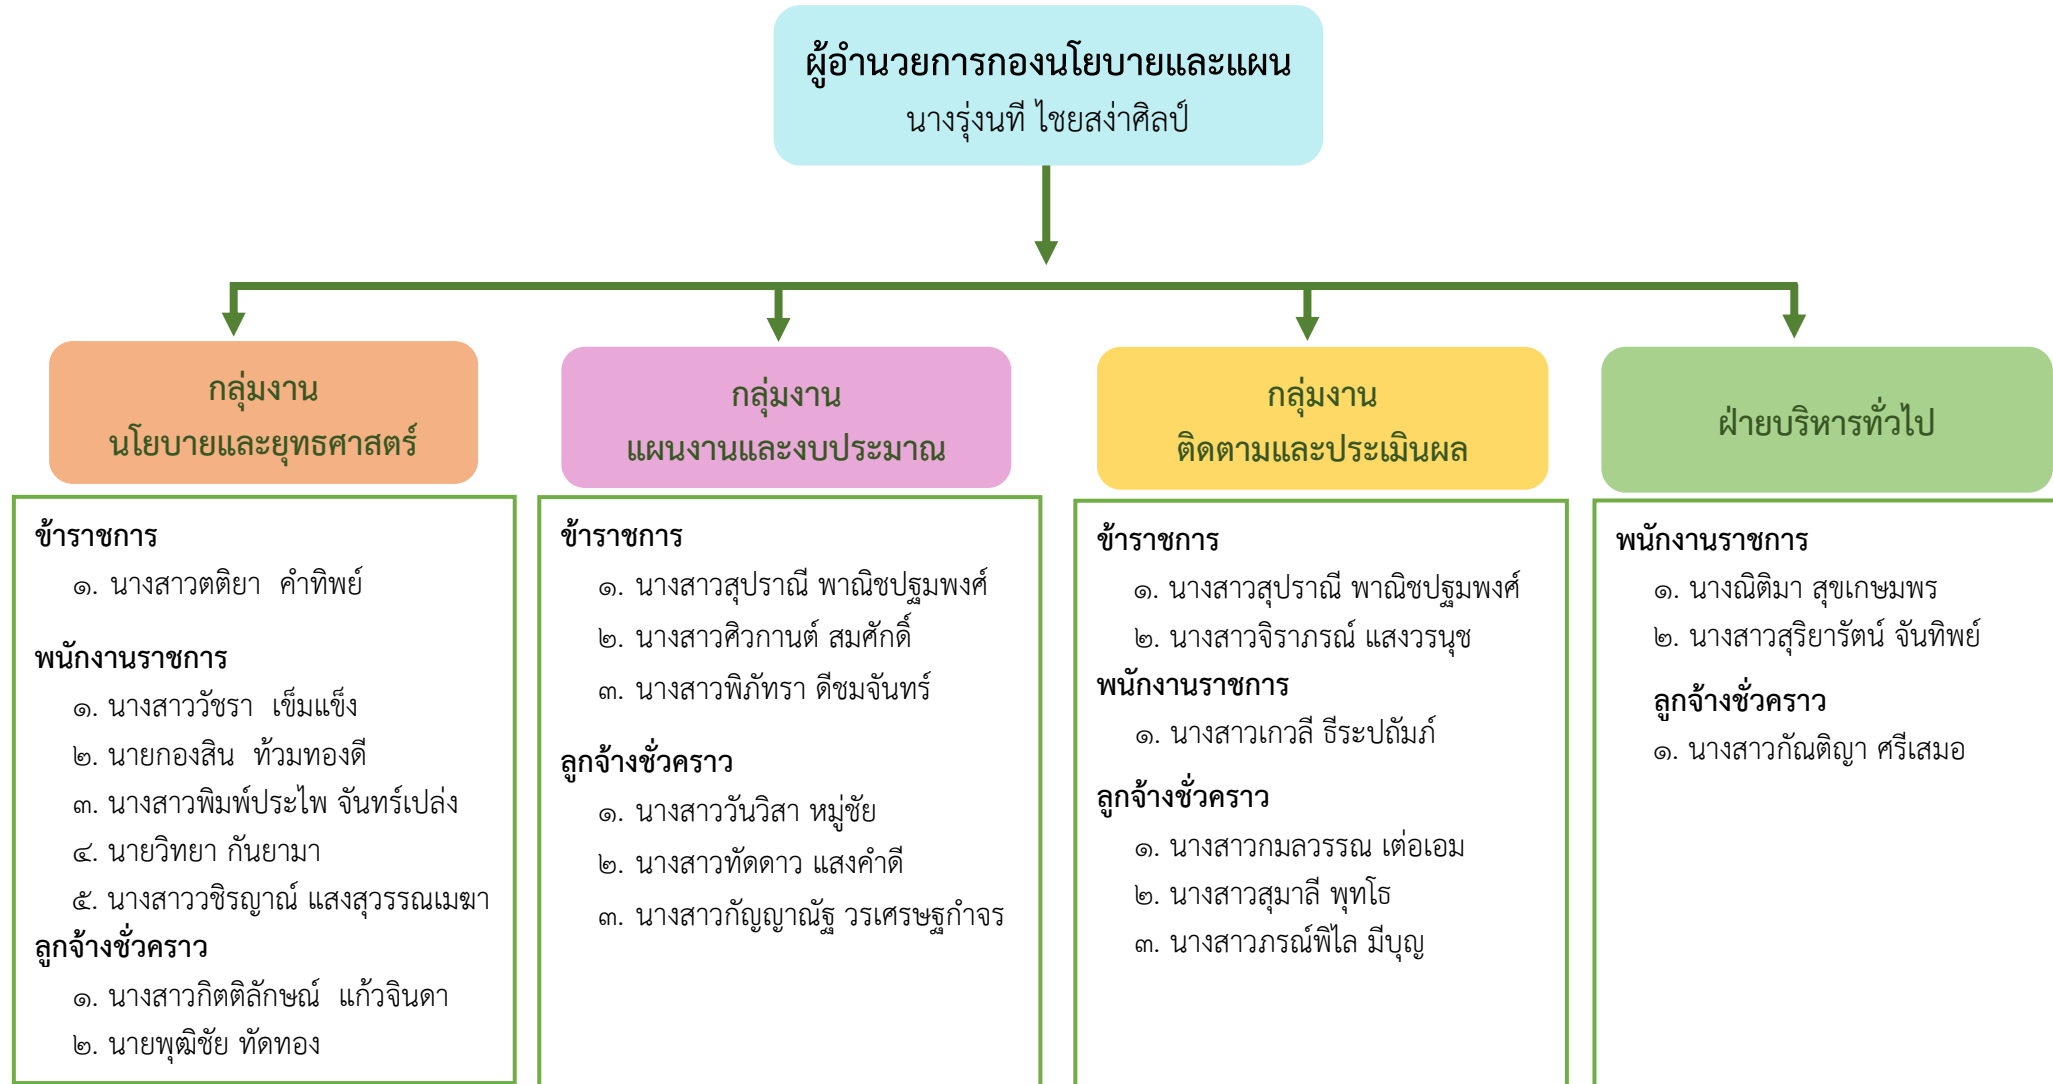 ผู้อำนวยการกองนโยบายและแผน
นางรุ่งนที ไชยสง่าศิลป์
กลุ่มงาน
นโยบายและยุทธศาสตร์
ข้าราชการ
๑. นางสาวตติยา  คำทิพย์
พนักงานราชการ
๑. นางสาววัชรา  เข็มแข็ง
๒. นายกองสิน  ท้วมทองดี
๓. นางสาวพิมพ์ประไพ จันทร์เปล่ง
๔. นายวิทยา กันยามา
๕. นางสาววชิรญาณ์ แสงสุวรรณเมฆา
ลูกจ้างชั่วคราว
๑. นางสาวกิตติลักษณ์  แก้วจินดา
๒. นายพุฒิชัย ทัดทอง
กลุ่มงาน
แผนงานและงบประมาณ
ข้าราชการ
๑. นางสาวสุปราณี พาณิชปฐมพงศ์
๒. นางสาวศิวกานต์ สมศักดิ์
๓. นางสาวพิภัทรา ดีชมจันทร์
ลูกจ้างชั่วคราว
๑. นางสาววันวิสา หมู่ชัย
๒. นางสาวทัดดาว แสงคำดี
๓. นางสาวกัญญาณัฐ วรเศรษฐกำจร
กลุ่มงาน
ติดตามและประเมินผล
ข้าราชการ
๑. นางสาวสุปราณี พาณิชปฐมพงศ์
๒. นางสาวจิราภรณ์ แสงวรนุช
พนักงานราชการ
๑. นางสาวเกวลี ธีระปถัมภ์
ลูกจ้างชั่วคราว
๑. นางสาวกมลวรรณ เต่อเอม
๒. นางสาวสุมาลี พุทโธ
๓. นางสาวภรณ์พิไล มีบุญ
ฝ่ายบริหารทั่วไป
พนักงานราชการ
๑. นางณิติมา สุขเกษมพร
๒. นางสาวสุริยารัตน์ จันทิพย์
ลูกจ้างชั่วคราว
๑. นางสาวกัณติญา ศรีเสมอ